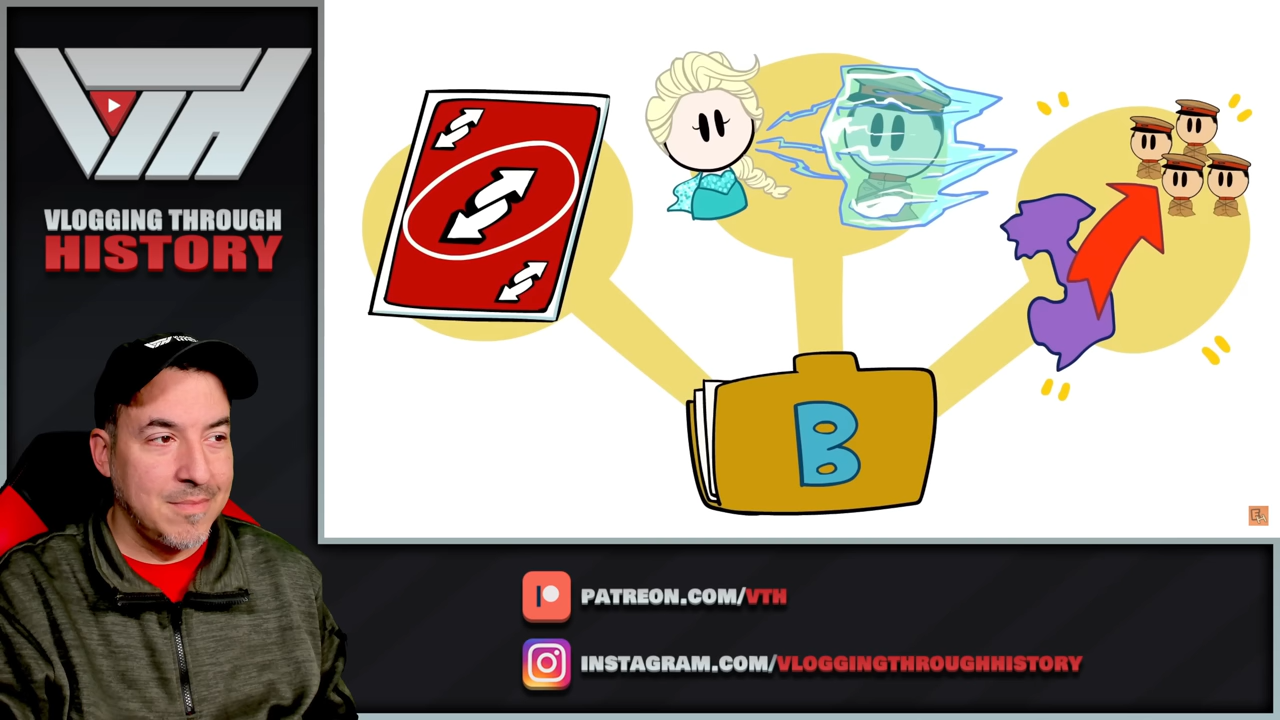 VTH
VLOGGING THROUGH
HISTORY
B
PATREON.COM/VTH
INSTAGRAM.COM/VLOGGINGTHROUGHHISTORY